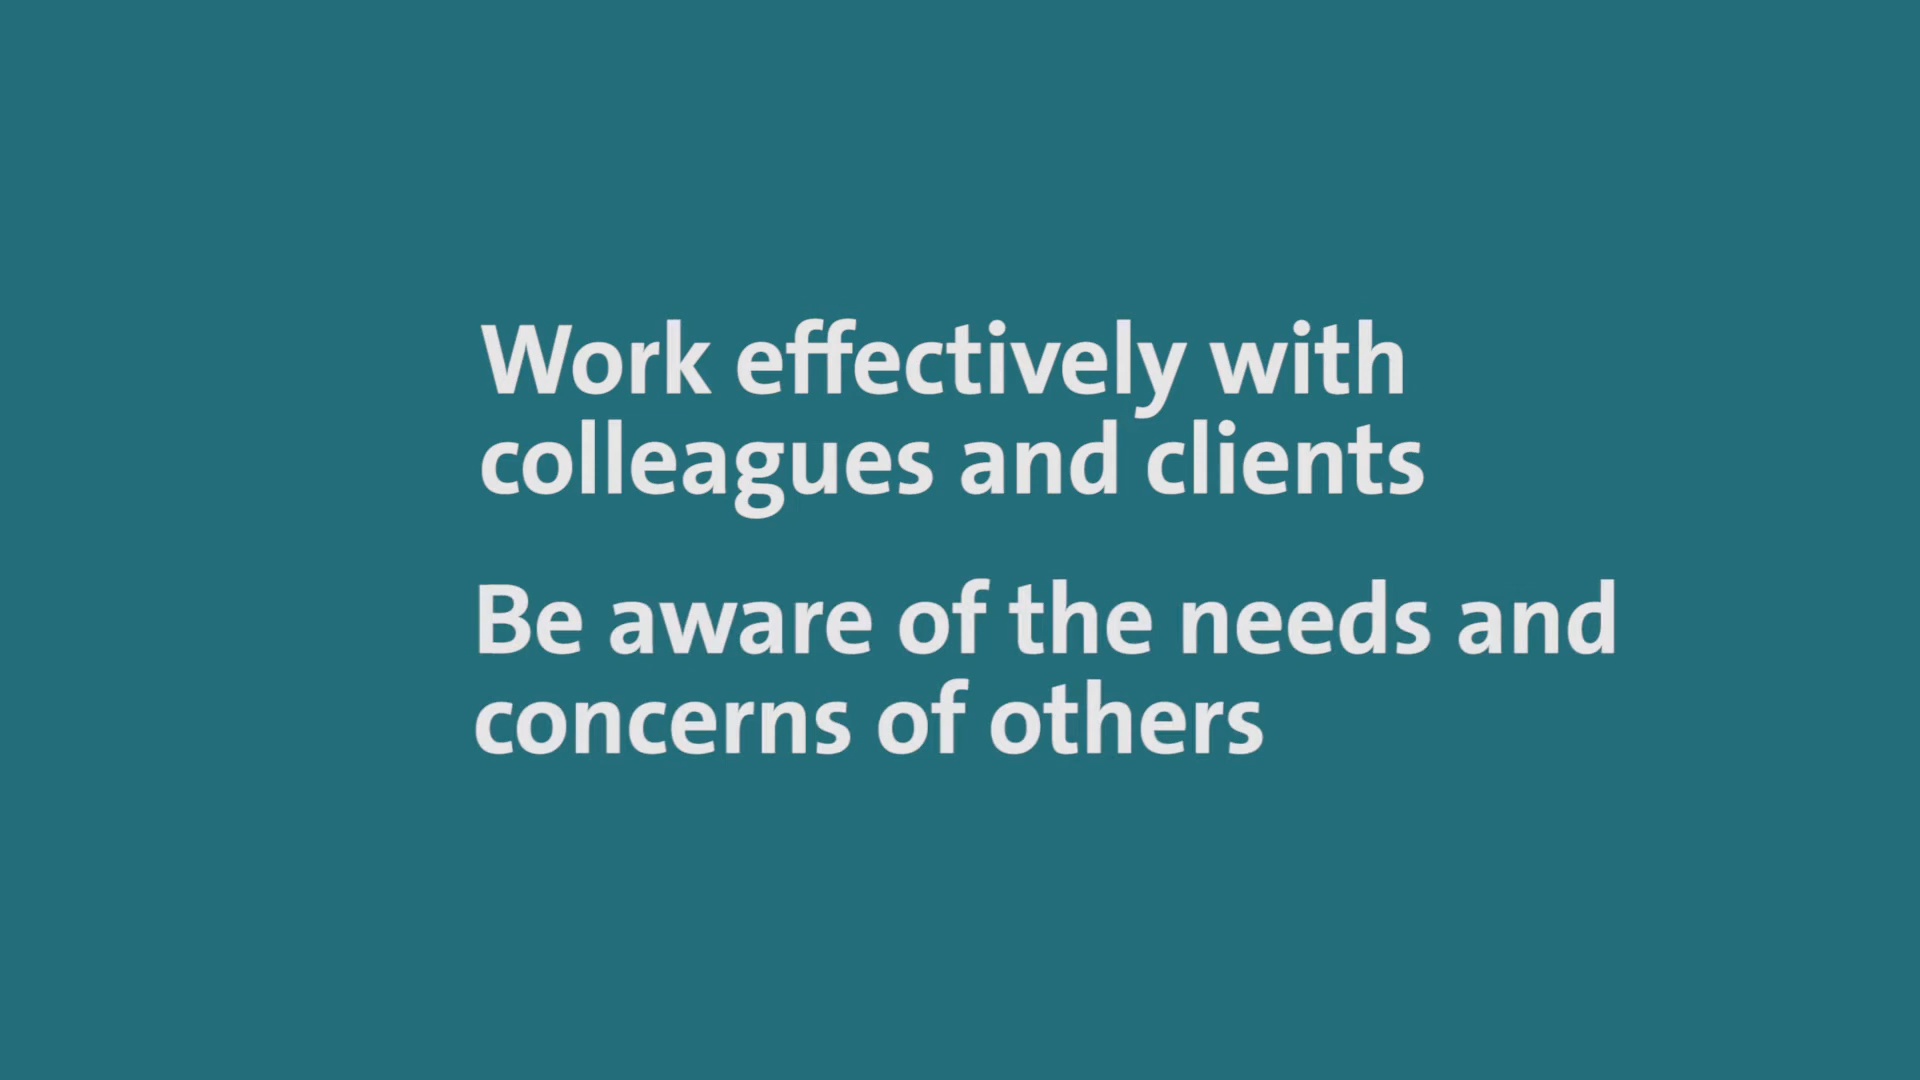 Work effectively with
colleagues and clients
Be aware of the needs and
concerns of others